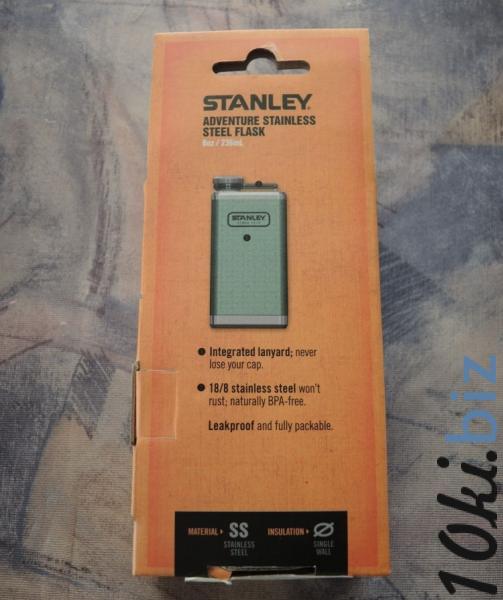 STANLEY
ADVENTURE STAINLESS
STEEL FLASK
8oz / 236mL
STANLEY
Integrated lanyard; never
lose your cap.
18/8 stainless steel won't
rust; naturally BPA-free.
Leakproof and fully packable.
MATERIAL SS INSULATION
STAINLESS STEEL
SINGLE WALL
10ki.biz